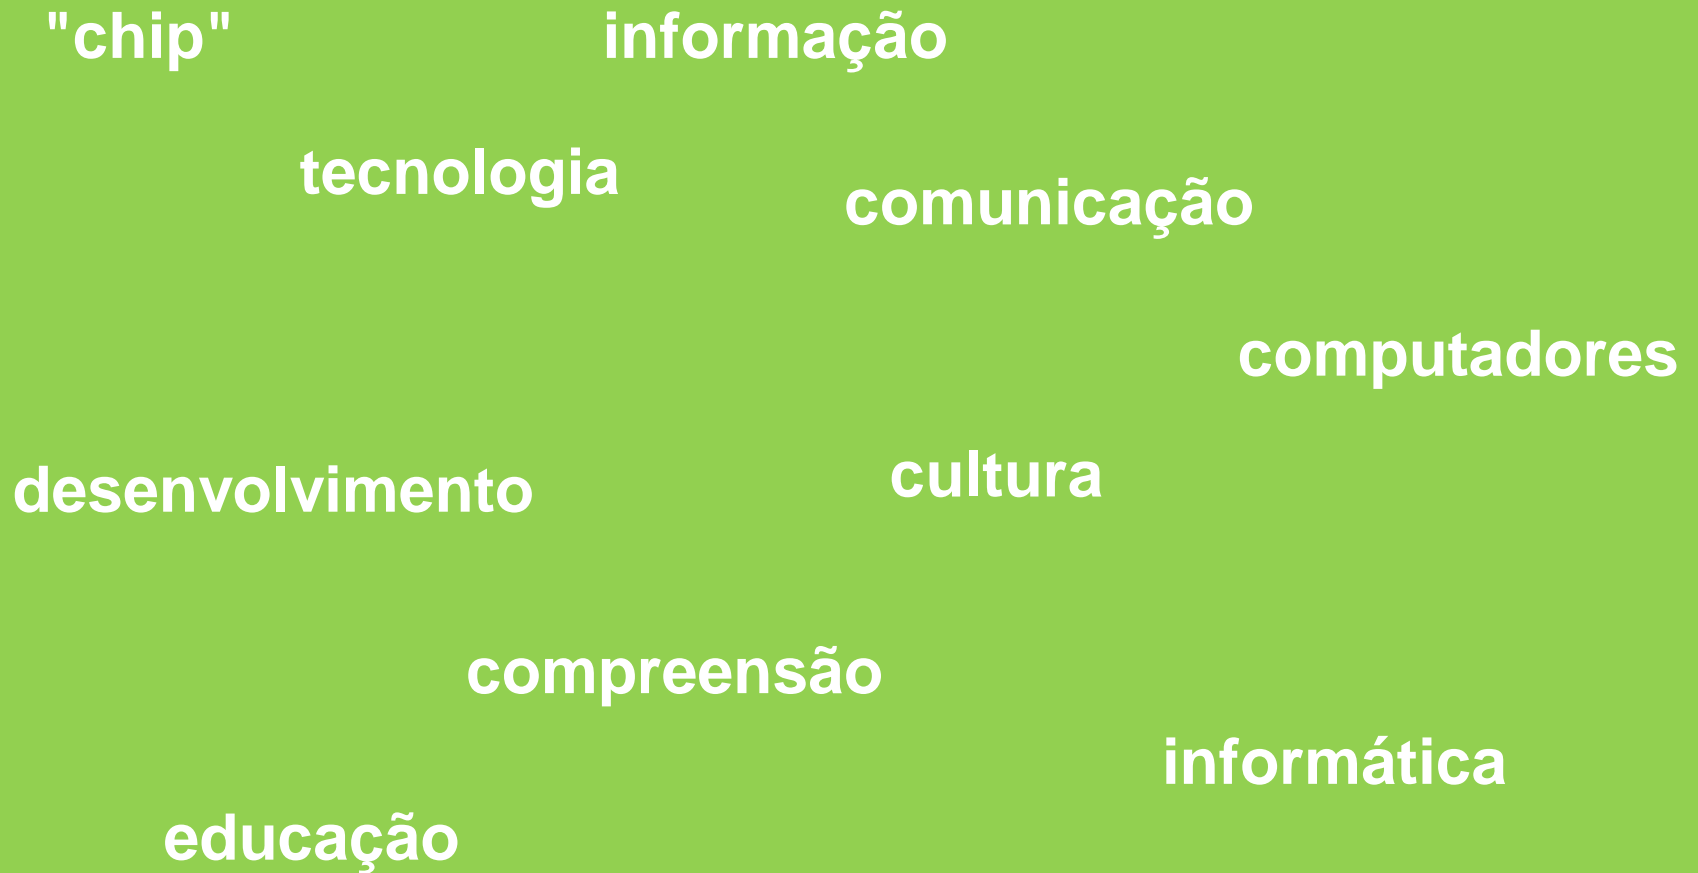 "chip"
informação
tecnologia
comunicação
computadores
cultura
desenvolvimento
compreensão
informática
educação